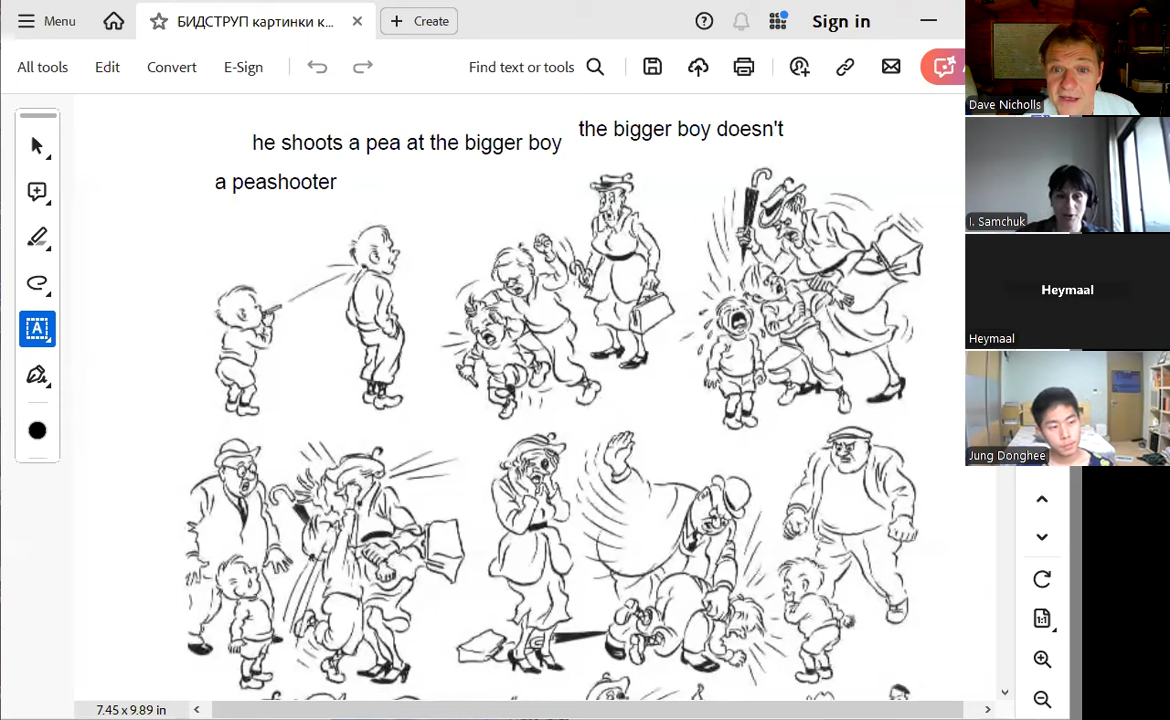 Menu
БИДСТРУП картинки к...
Create
Sign in
All tools
Edit
Convert
E-Sign
Find text or tools
A
he shoots a pea at the bigger boy
the bigger boy doesn't
a peashooter
Dave Nicholls
I. Samchuk
Heymaal
Heymaal
Jung Donghee
1:1
7.45 x 9.89 in